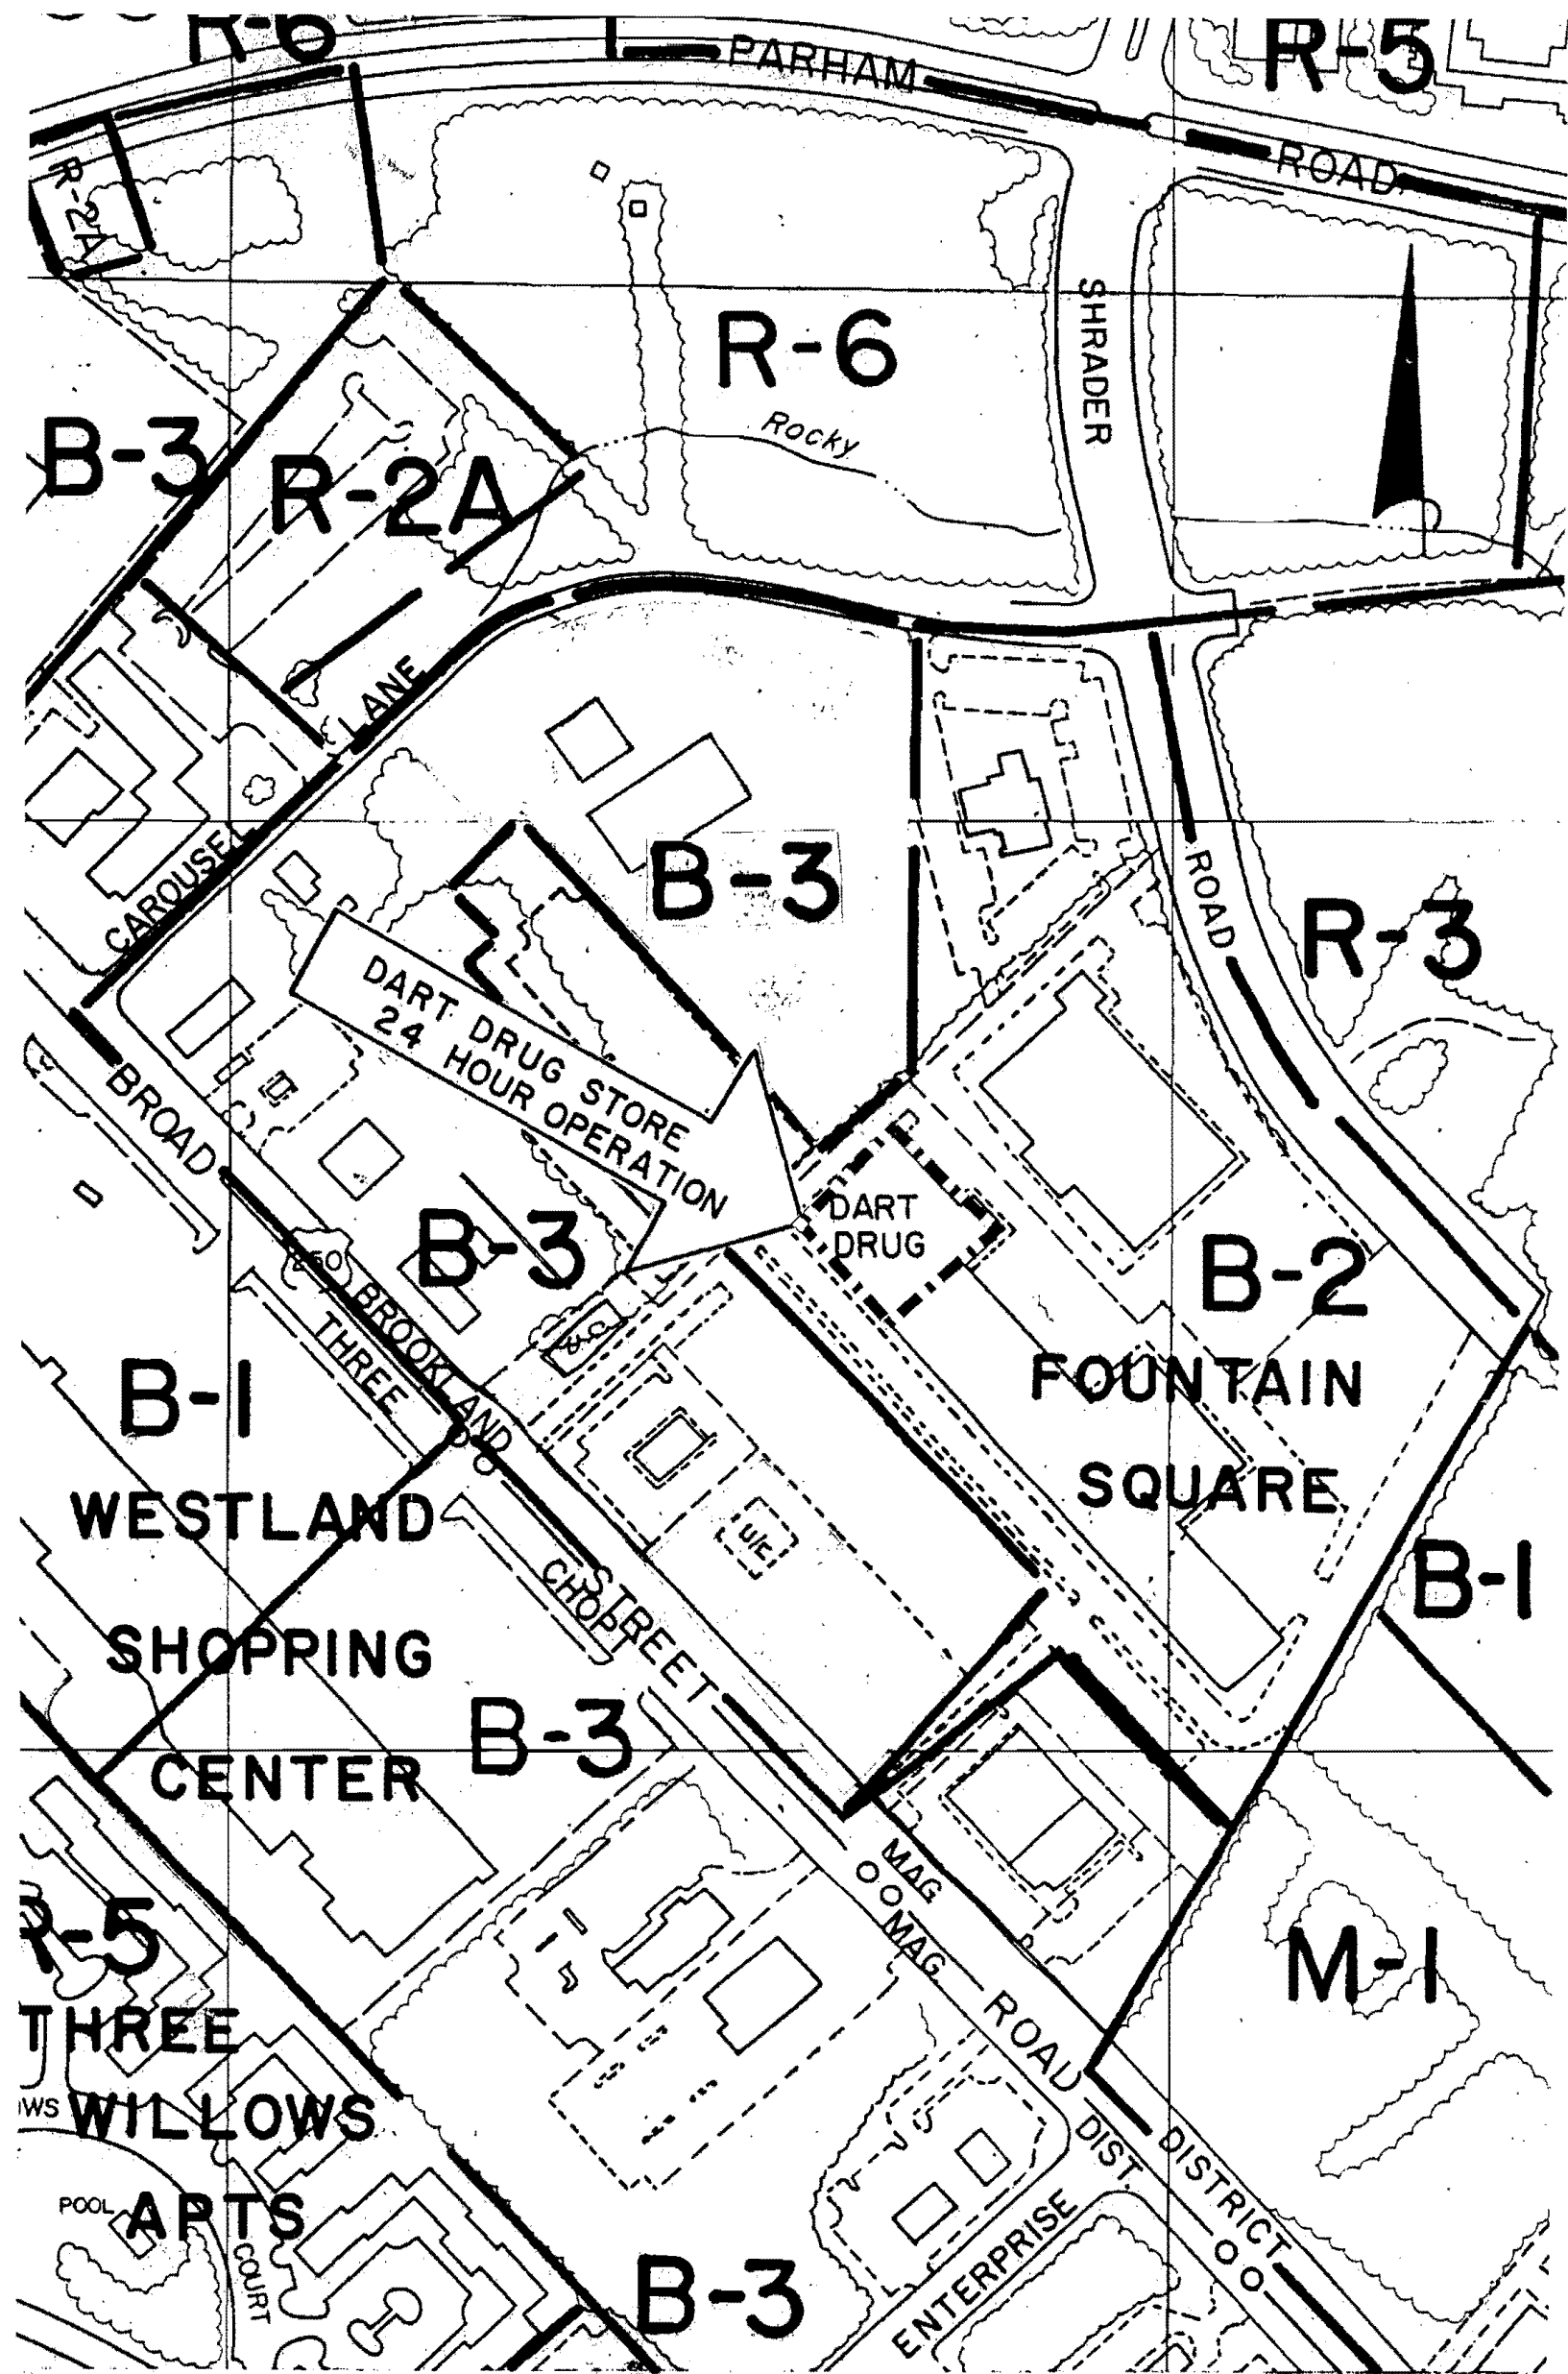 R-6
PARHAM
R-5
ROAD
R-2A
SHRADER
R-6
Rocky
B-3
R-2A
LANE
B-3
ROAD
CAROUSEL
R-3
DART DRUG STORE
24 HOUR OPERATION
BROAD
DART
DRUG
B-3
B-2
250
BROOKLAND
THREE
FOUNTAIN
SQUARE
B-1
WESTLAND
SHOPPING
CENTER
U/C
CHOPT
STREET
B-1
B-3
MAG
MAG
R-5
M-1
THREE
WILLOWS
APTS
ROAD
DIST.
DISTRICT
POOL
COURT
ENTERPRISE
B-3